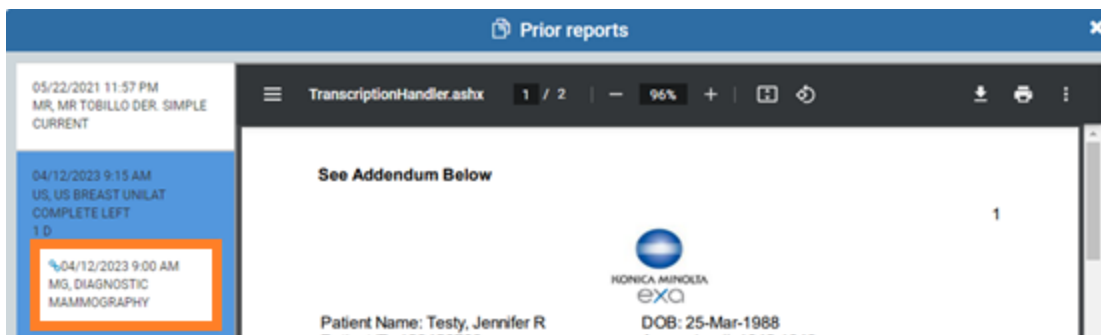 Prior reports
05/22/2021 11:57 PM
MR, MR TOBILLO DER. SIMPLE
CURRENT
04/12/2023 9:15 AM
US, US BREAST UNILAT
COMPLETE LEFT
1 D
04/12/2023 9:00 AM
MG, DIAGNOSTIC
MAMMOGRAPHY
TranscriptionHandler.ashx 1 / 2 96%
See Addendum Below
1
KONICA MINOLTA
exa
Patient Name: Testy, Jennifer R DOB: 25-Mar-1988